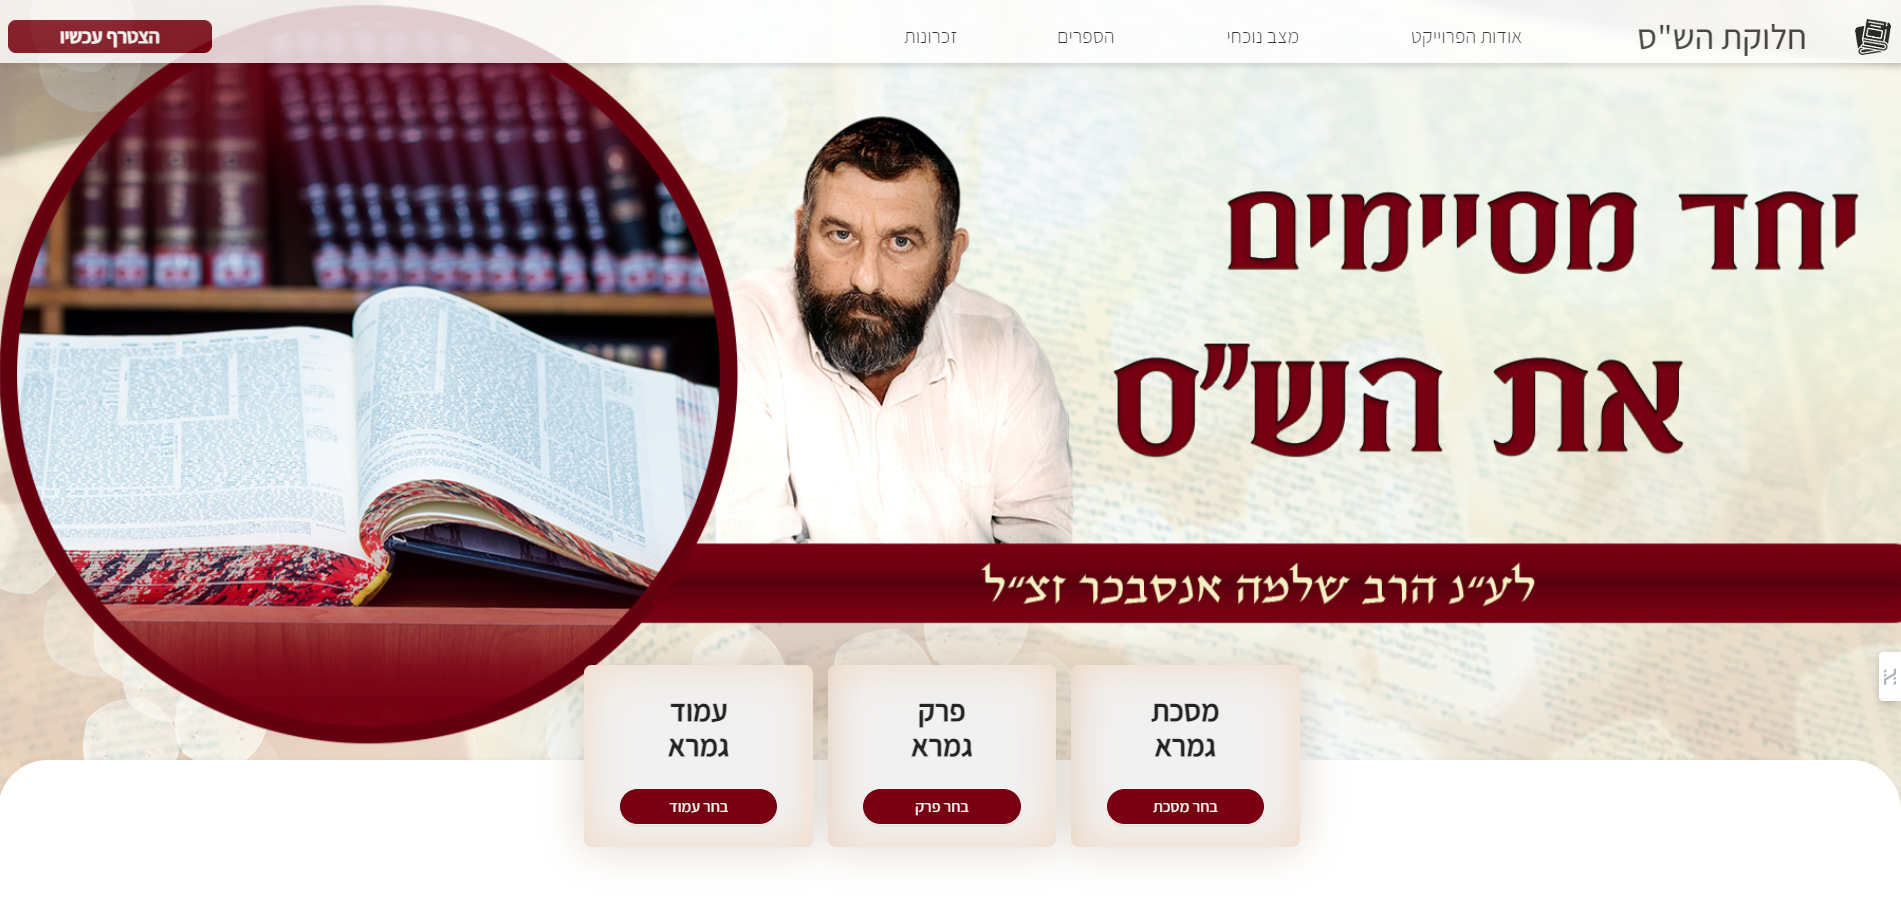 חלוקת הש"ס
אודות הפרוייקט
מצב נוכחי
הספרים
זכרונות
הצטרף עכשיו
יחד מסיימים
את הש״ס
לע״נ הרב שלמה אנסבכר זצ״ל
מסכת
גמרא
בחר מסכת
פרק
גמרא
בחר פרק
עמוד
גמרא
בחר עמוד